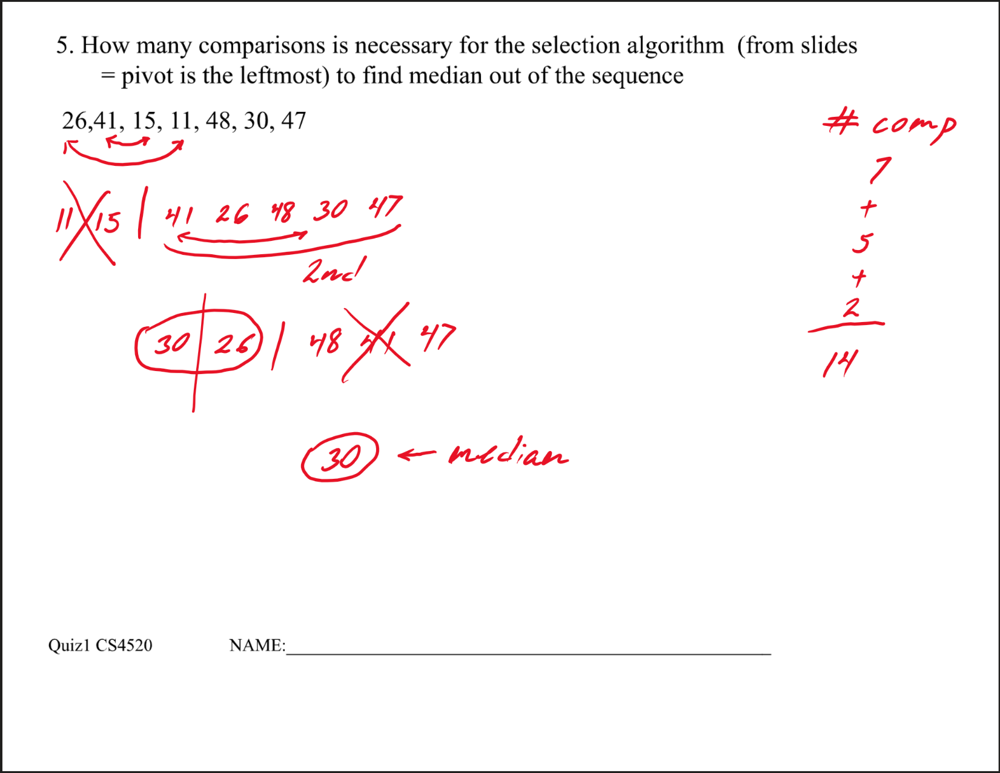 5. How many comparisons is necessary for the selection algorithm (from slides
= pivot is the leftmost) to find median out of the sequence
26,41, 15, 11, 48, 30, 47
# comp
7
+
5
+
2
14
11 15 | 41 26 48 30 47
2nd
30 | 26 | 48 41 47
30 ← median
Quiz1 CS4520 NAME: